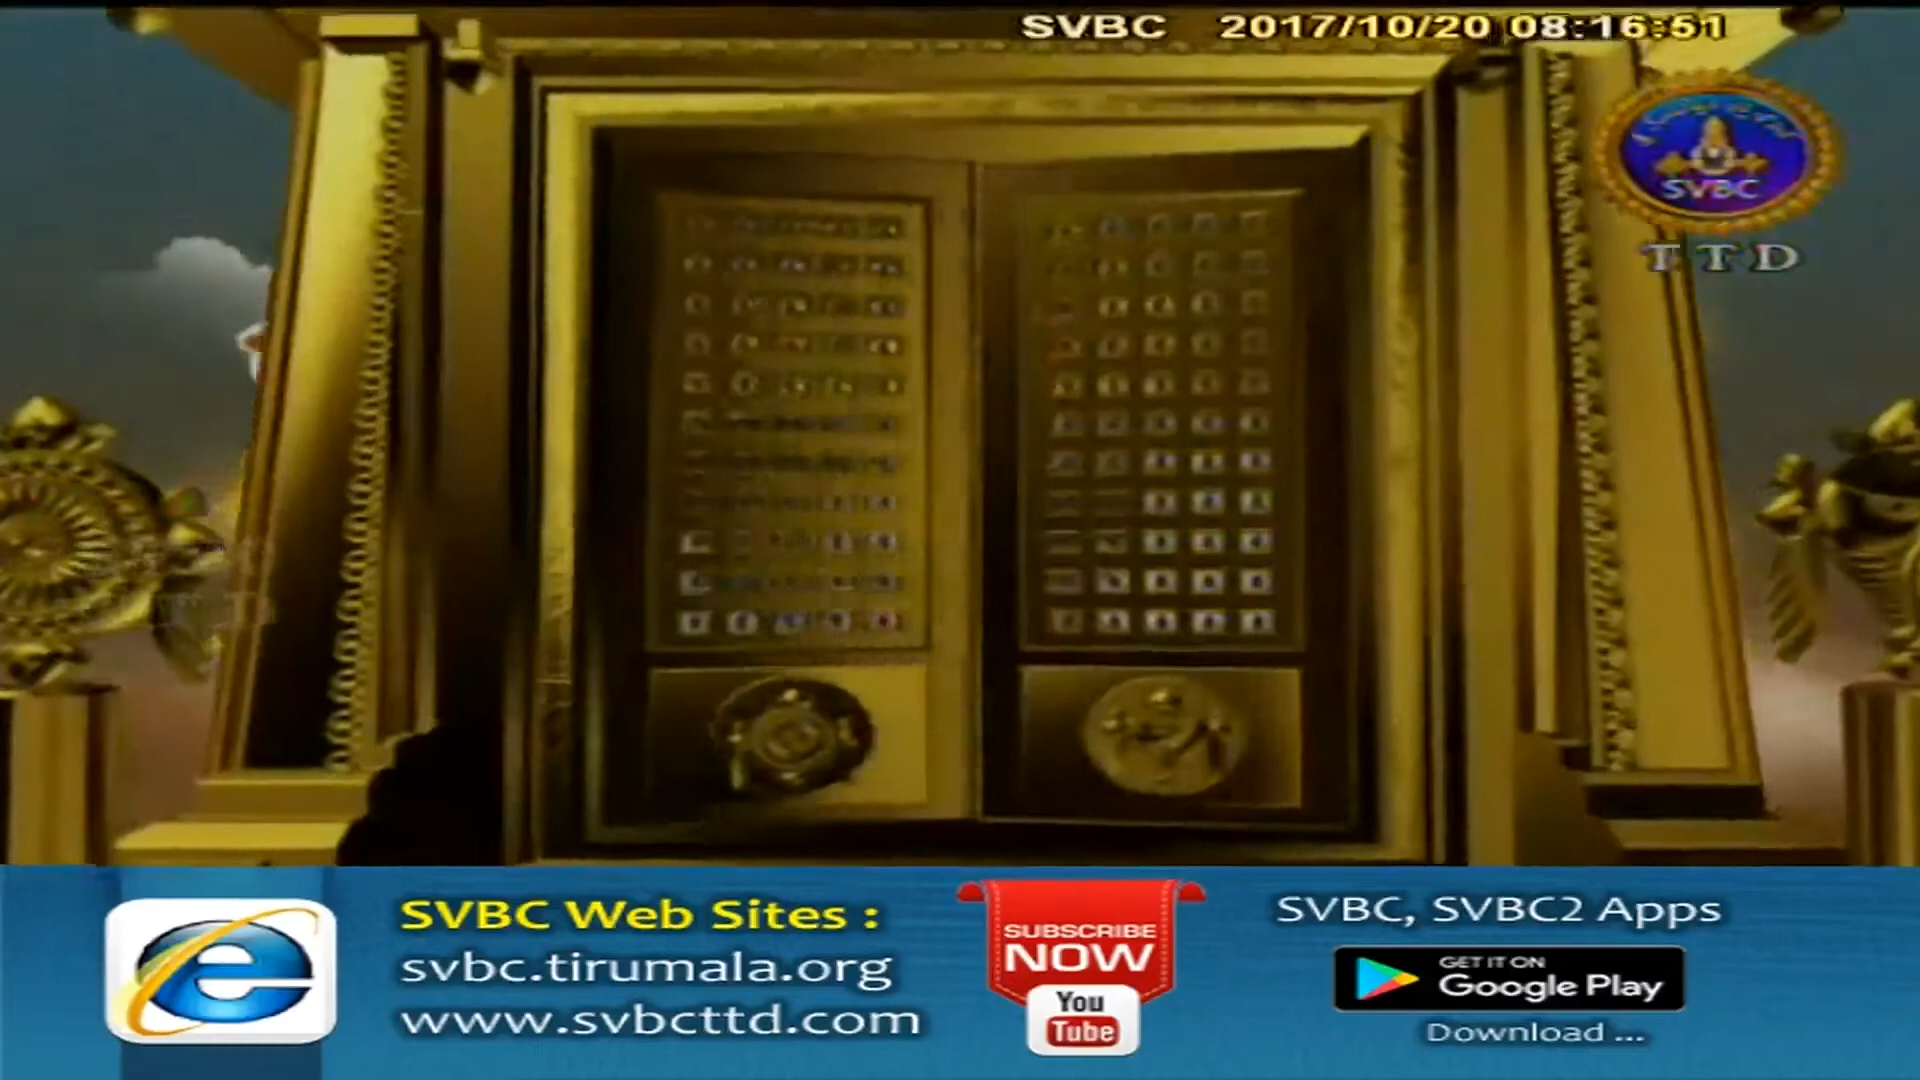 SVBC 2017/10/20 08:16:51
SVBC
TTD
SVBC Web Sites :
svbc.tirumala.org
www.svbcttd.com
SUBSCRIBE
NOW
You
Tube
SVBC, SVBC2 Apps
GET IT ON
Google Play
Download ...